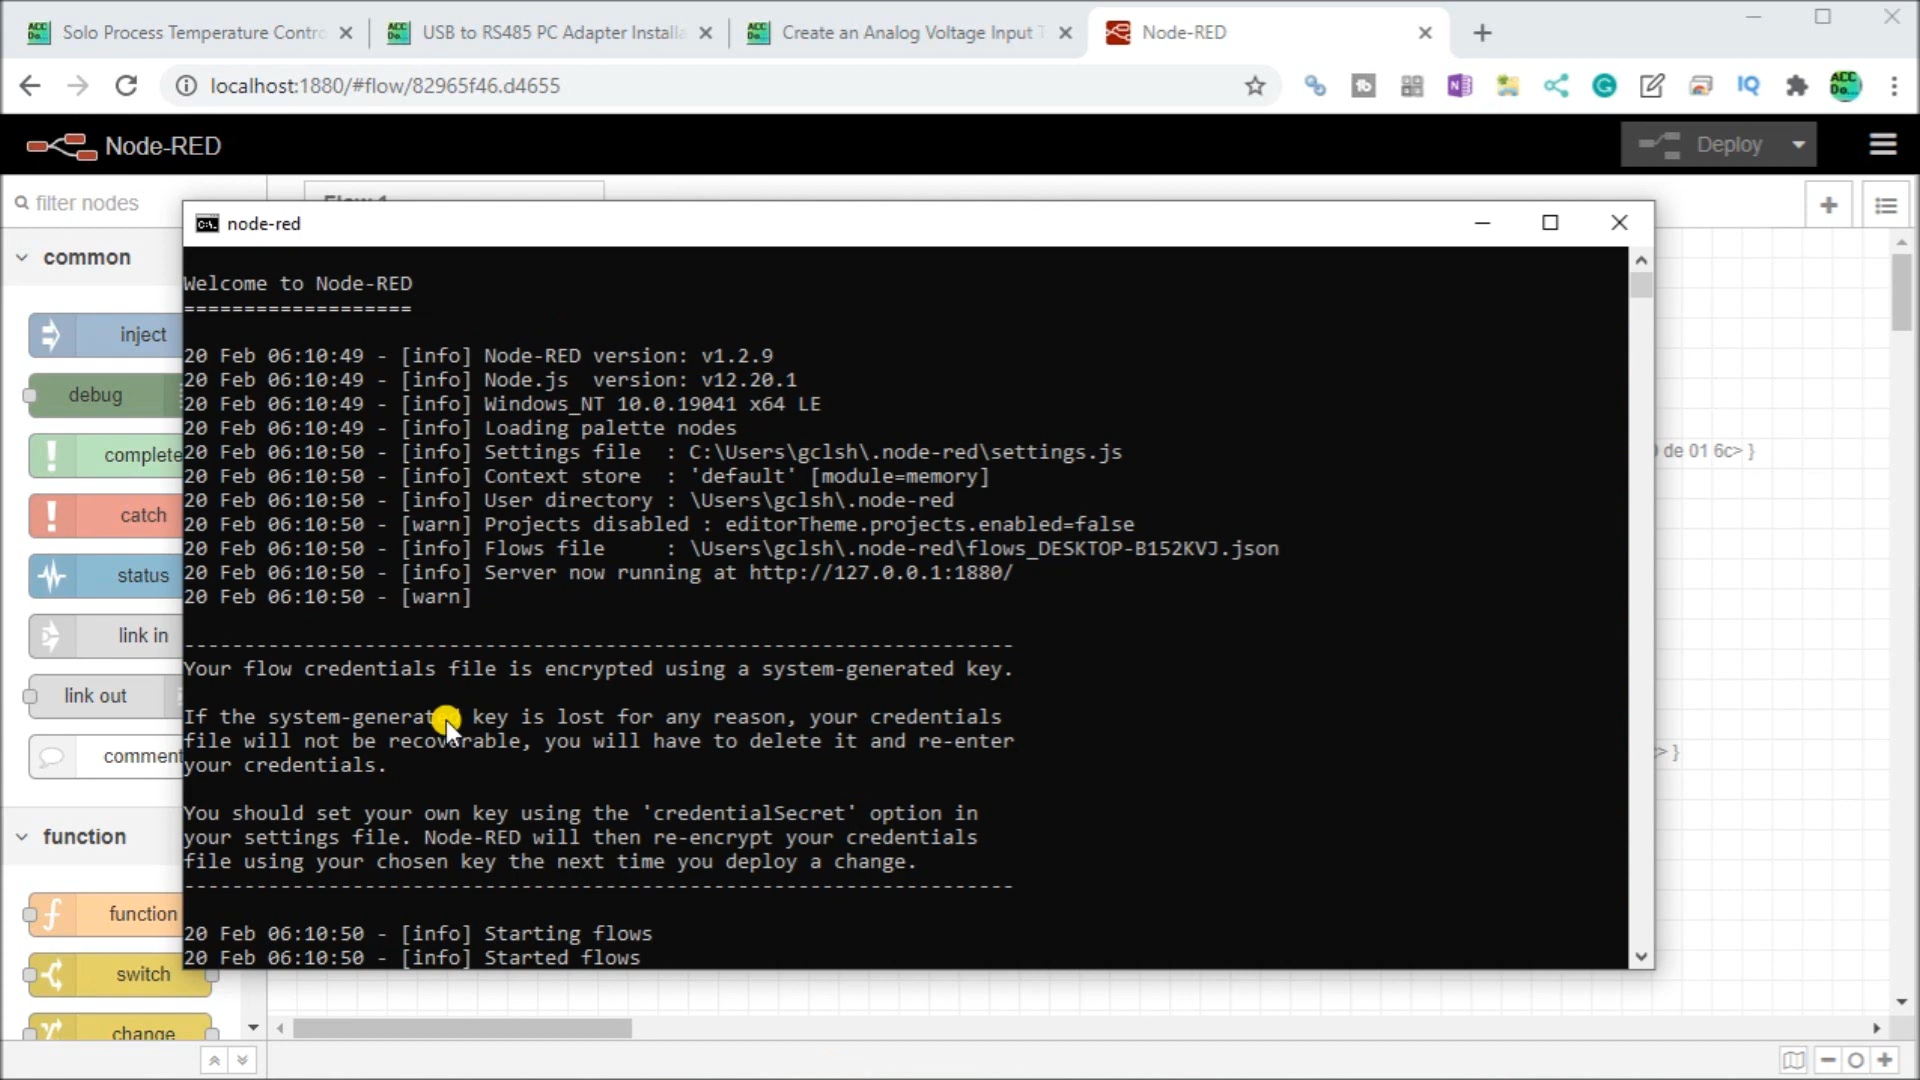 Solo Process Temperature Contro
USB to RS485 PC Adapter Installa
Create an Analog Voltage Input T
Node-RED
localhost:1880/#flow/82965f46.d4655
Node-RED
Deploy
filter nodes
node-red
common
inject
debug
complete
catch
status
link in
link out
comment
function
function
switch
change
Welcome to Node-RED
===================
20 Feb 06:10:49 - [info] Node-RED version: v1.2.9
20 Feb 06:10:49 - [info] Node.js  version: v12.20.1
20 Feb 06:10:49 - [info] Windows_NT 10.0.19041 x64 LE
20 Feb 06:10:49 - [info] Loading palette nodes
20 Feb 06:10:50 - [info] Settings file  : C:\Users\gclsh\.node-red\settings.js
20 Feb 06:10:50 - [info] Context store  : 'default' [module=memory]
20 Feb 06:10:50 - [info] User directory : \Users\gclsh\.node-red
20 Feb 06:10:50 - [warn] Projects disabled : editorTheme.projects.enabled=false
20 Feb 06:10:50 - [info] Flows file     : \Users\gclsh\.node-red\flows_DESKTOP-B152KVJ.json
20 Feb 06:10:50 - [info] Server now running at http://127.0.0.1:1880/
20 Feb 06:10:50 - [warn]
---------------------------------------------------------------------
Your flow credentials file is encrypted using a system-generated key.
If the system-generated key is lost for any reason, your credentials
file will not be recoverable, you will have to delete it and re-enter
your credentials.
You should set your own key using the 'credentialSecret' option in
your settings file. Node-RED will then re-encrypt your credentials
file using your chosen key the next time you deploy a change.
---------------------------------------------------------------------
20 Feb 06:10:50 - [info] Starting flows
20 Feb 06:10:50 - [info] Started flows
de 01 6c> }
> }